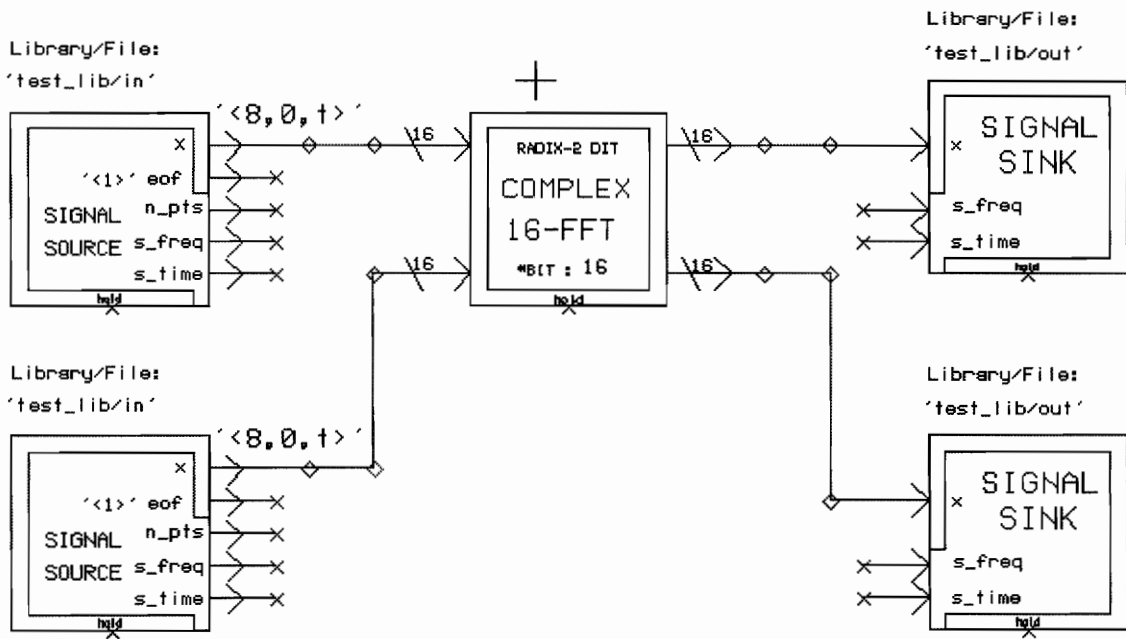 Library/File:
'test_lib/in'
'<8,0,t>'
x
'<1>' eof
n_pts
s_freq
s_time
SIGNAL
SOURCE
hold
16
16
RADIX-2 DIT
COMPLEX
16-FFT
#BIT : 16
hold
16
16
Library/File:
'test_lib/out'
x
SIGNAL
SINK
s_freq
s_time
hold
Library/File:
'test_lib/in'
'<8,0,t>'
x
'<1>' eof
n_pts
s_freq
s_time
SIGNAL
SOURCE
hold
Library/File:
'test_lib/out'
x
SIGNAL
SINK
s_freq
s_time
hold